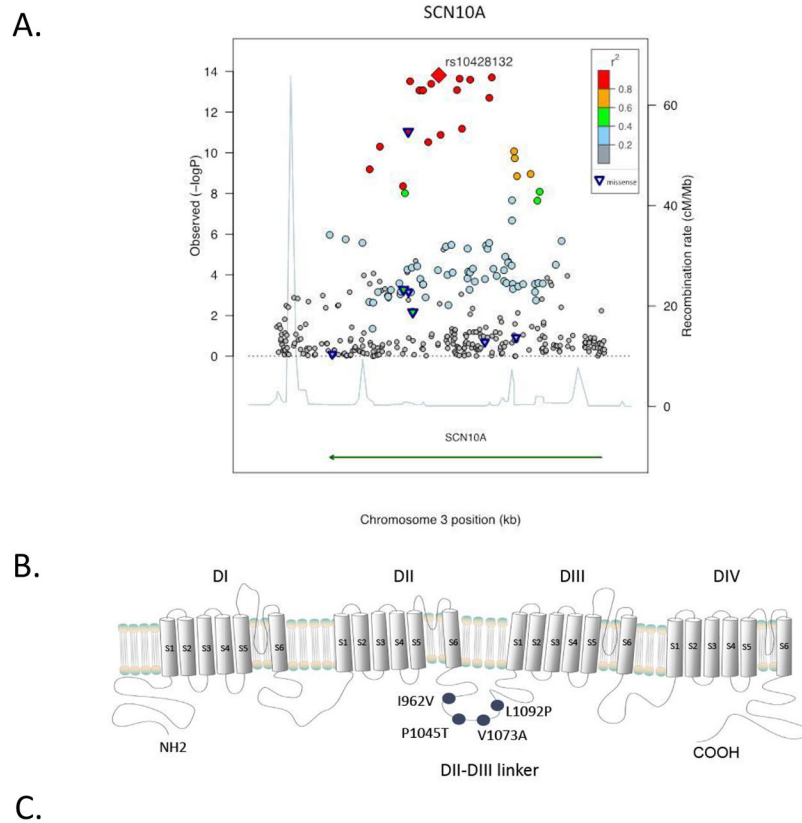 A.
SCN10A
rs10428132
r²
0.8
0.6
0.4
0.2
missense
14
12
10
8
6
4
2
0
Observed (−logP)
60
40
20
0
Recombination rate (cM/Mb)
SCN10A
Chromosome 3 position (kb)
B.
DI
DII
DIII
DIV
S1 S2 S3 S4 S5 S6
S1 S2 S3 S4 S5 S6
S1 S2 S3 S4 S5 S6
S1 S2 S3 S4 S5 S6
I962V
L1092P
P1045T
V1073A
NH2
COOH
DII-DIII linker
C.